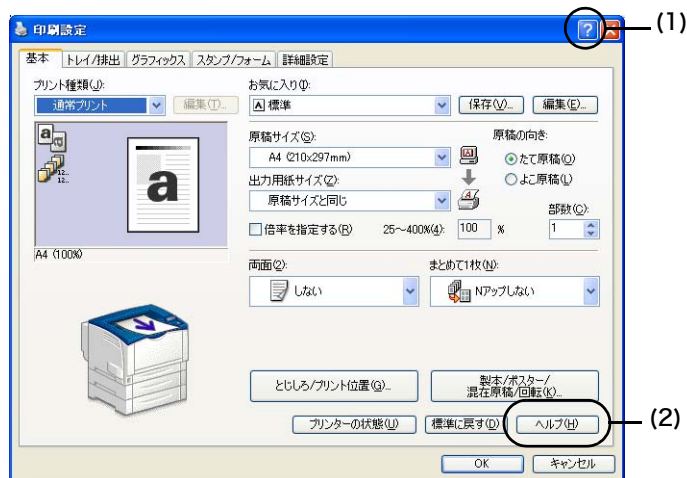 印刷設定
?
(1)
基本 トレイ/排出 グラフィックス スタンプ/フォーム 詳細設定
プリント種類(J):
通常プリント
編集(T)...
お気に入り(I):
A 標準
保存(V)... 編集(E)...
原稿サイズ(S):
A4 (210x297mm)
出力用紙サイズ(Z):
原稿サイズと同じ
原稿の向き:
たて原稿(O)
よこ原稿(L)
倍率を指定する(R) 25~400%(4): 100 %
部数(C):
1
a
12..
12..
a
A4 (100%)
両面(2):
しない
まとめて1枚(N):
Nアップしない
とじしろ/プリント位置(G)...
製本/ポスター/
混在原稿/回転(K)...
プリンターの状態(U) 標準に戻す(D) ヘルプ(H)
(2)
OK キャンセル